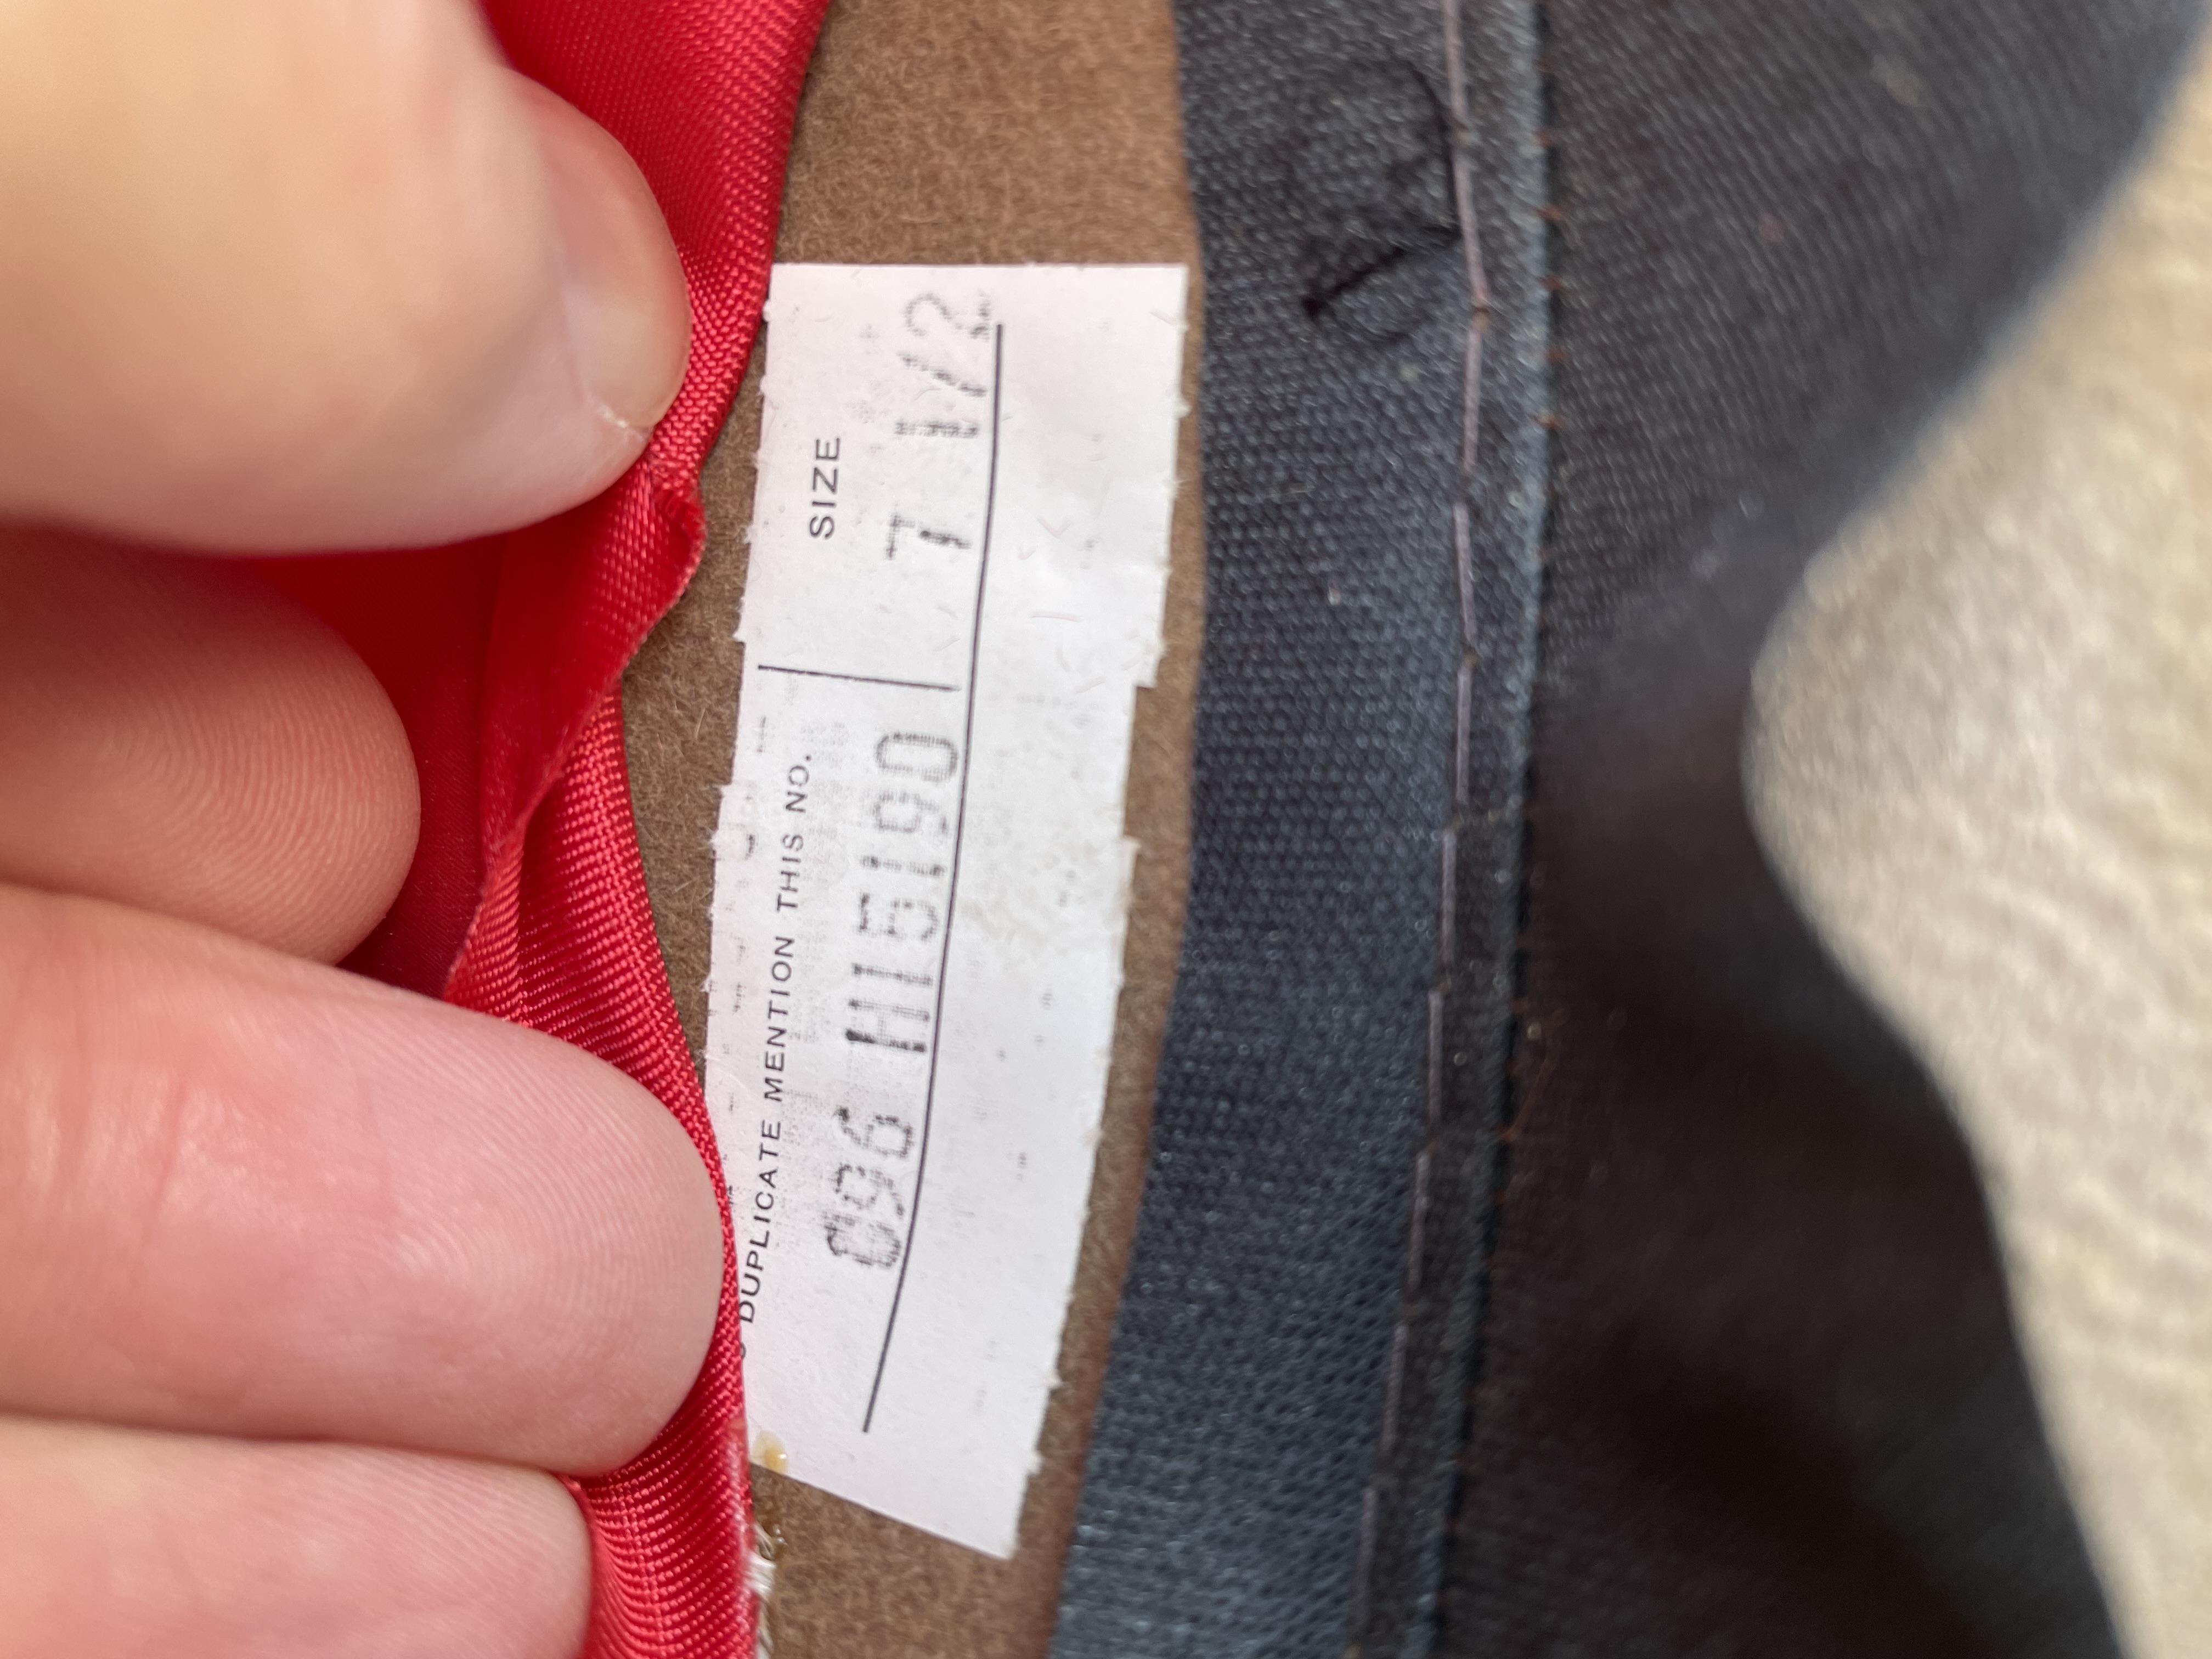 DUPLICATE MENTION THIS NO. SIZE
096 H15190 7 1/2